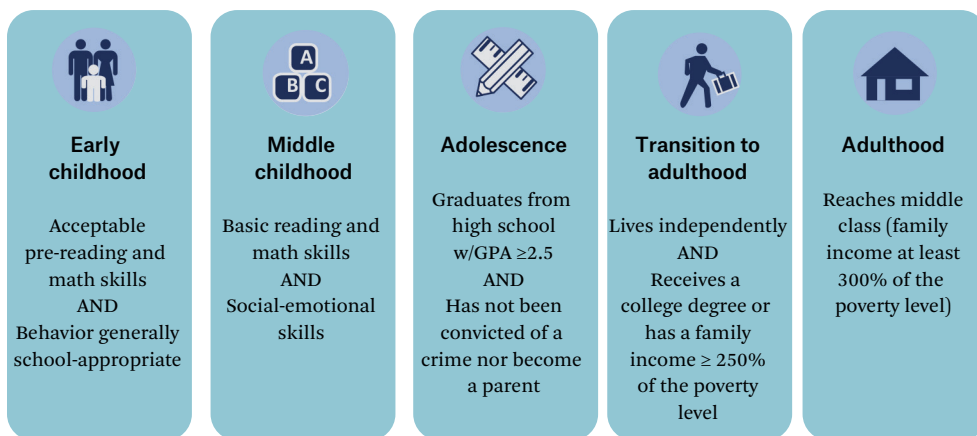 A
B C
Early
childhood
Acceptable
pre-reading and
math skills
AND
Behavior generally
school-appropriate
Middle
childhood
Basic reading and
math skills
AND
Social-emotional
skills
Adolescence
Graduates from
high school
w/GPA ≥2.5
AND
Has not been
convicted of a
crime nor become
a parent
Transition to
adulthood
Lives independently
AND
Receives a
college degree or
has a family
income ≥ 250%
of the poverty
level
Adulthood
Reaches middle
class (family
income at least
300% of the
poverty level)